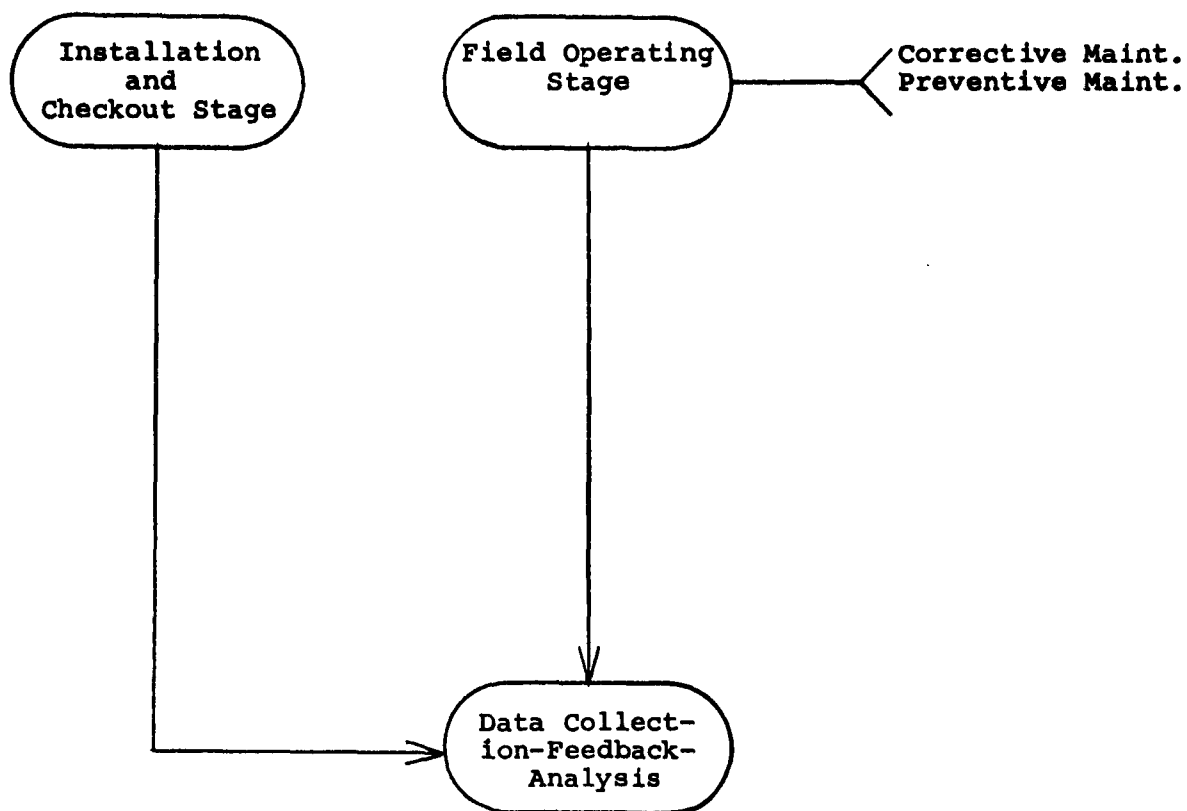 Installation
and
Checkout Stage
Field Operating
Stage
Corrective Maint.
Preventive Maint.
Data Collect-
ion-Feedback-
Analysis